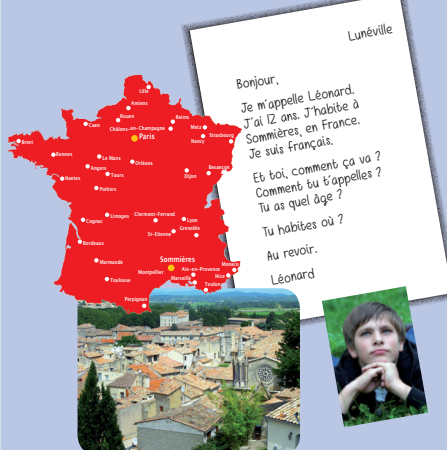 Lille
Amiens
Rouen
Reims
Caen
Châlons-en-Champagne
Metz
Paris
Strasbourg
Nancy
Brest
Rennes
Le Mans
Orléans
Angers
Tours
Besançon
Dijon
Nantes
Poitiers
Limoges
Clermont-Ferrand
Lyon
Cognac
Grenoble
St-Etienne
Bordeaux
Marmande
Sommières
Monaco
Montpellier
Aix-en-Provence
Nice
Toulouse
Marseille
Toulon
Perpignan
Lunéville
Bonjour,
Je m'appelle Léonard.
J'ai 12 ans. J'habite à
Sommières, en France.
Je suis français.
Et toi, comment ça va ?
Comment tu t'appelles ?
Tu as quel âge ?
Tu habites où ?
Au revoir.
Léonard